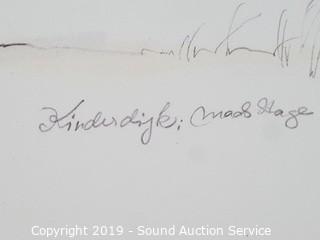 Kinderdijk; Mads Stage
Copyright 2019 - Sound Auction Service